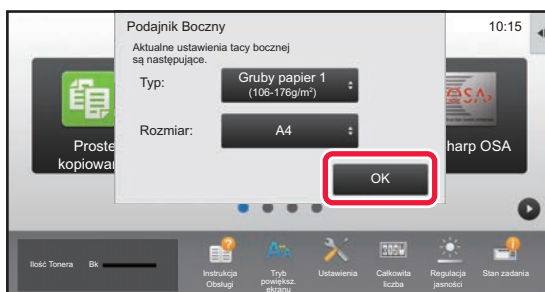 Podajnik Boczny
10:15
Aktualne ustawienia tacy bocznej
są następujące.
Typ:
Gruby papier 1
(106-176g/m²)
Rozmiar:
A4
OK
Proste
kopiowa
OSA
harp OSA
Ilość Tonera
Bk
Instrukcja
Obsługi
Tryb
powiększ.
ekranu
Ustawienia
Całkowita
liczba
Regulacja
jasności
Stan zadania